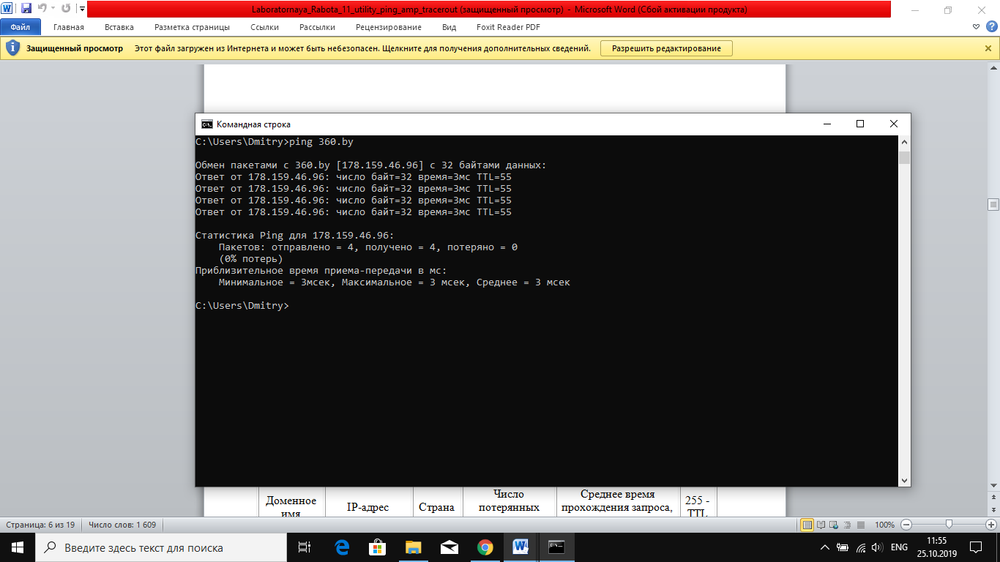 Laboratornaya_Rabota_11_utility_ping_amp_tracerout (защищенный просмотр) - Microsoft Word (Сбой активации продукта)
Файл Главная Вставка Разметка страницы Ссылки Рассылки Рецензирование Вид Foxit Reader PDF
Защищенный просмотр Этот файл загружен из Интернета и может быть небезопасен. Щелкните для получения дополнительных сведений. Разрешить редактирование
Командная строка
C:\Users\Dmitry>ping 360.by
Обмен пакетами с 360.by [178.159.46.96] с 32 байтами данных:
Ответ от 178.159.46.96: число байт=32 время=3мс TTL=55
Ответ от 178.159.46.96: число байт=32 время=3мс TTL=55
Ответ от 178.159.46.96: число байт=32 время=3мс TTL=55
Ответ от 178.159.46.96: число байт=32 время=3мс TTL=55
Статистика Ping для 178.159.46.96:
Пакетов: отправлено = 4, получено = 4, потеряно = 0
(0% потерь)
Приблизительное время приема-передачи в мс:
Минимальное = 3мсек, Максимальное = 3 мсек, Среднее = 3 мсек
C:\Users\Dmitry>
Доменное имя
IP-адрес
Страна
Число потерянных
Среднее время прохождения запроса,
255 - TTL
Страница: 6 из 19 Число слов: 1 609 100%
Введите здесь текст для поиска
ENG
11:55
25.10.2019